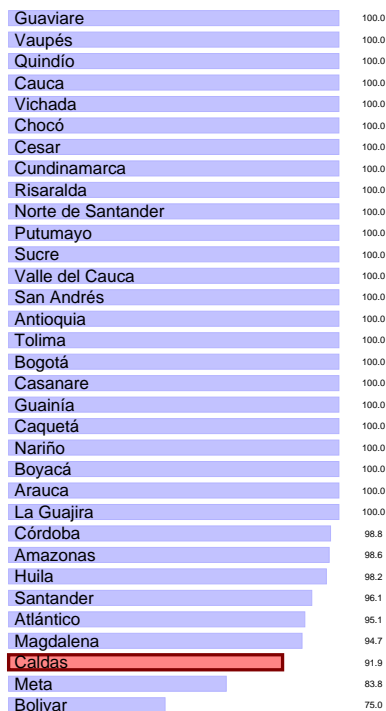 Guaviare 100.0
Vaupés 100.0
Quindío 100.0
Cauca 100.0
Vichada 100.0
Chocó 100.0
Cesar 100.0
Cundinamarca 100.0
Risaralda 100.0
Norte de Santander 100.0
Putumayo 100.0
Sucre 100.0
Valle del Cauca 100.0
San Andrés 100.0
Antioquia 100.0
Tolima 100.0
Bogotá 100.0
Casanare 100.0
Guainía 100.0
Caquetá 100.0
Nariño 100.0
Boyacá 100.0
Arauca 100.0
La Guajira 100.0
Córdoba 98.8
Amazonas 98.6
Huila 98.2
Santander 96.1
Atlántico 95.1
Magdalena 94.7
Caldas 91.9
Meta 83.8
Bolivar 75.0